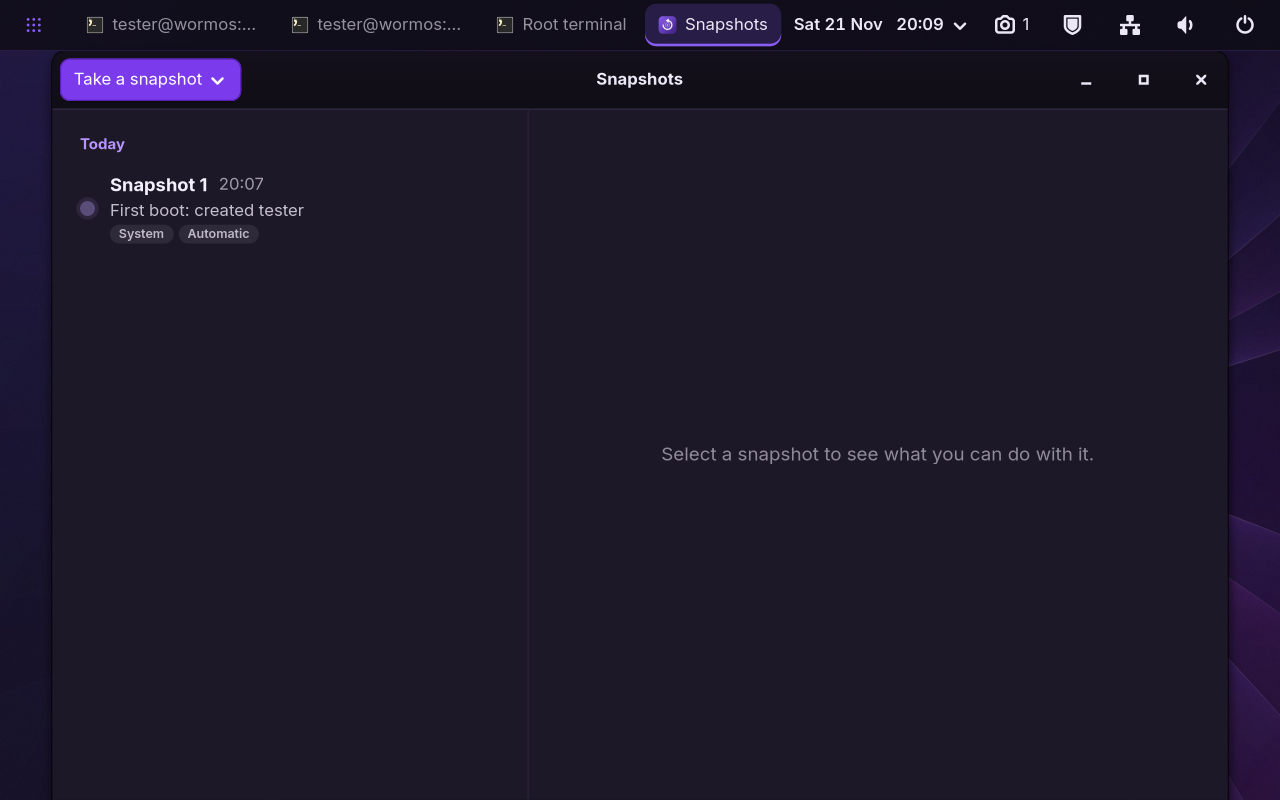 tester@wormos:...
tester@wormos:...
Root terminal
Snapshots
Sat 21 Nov 20:09
1
Take a snapshot
Snapshots
Today
Snapshot 1 20:07
First boot: created tester
System Automatic
Select a snapshot to see what you can do with it.